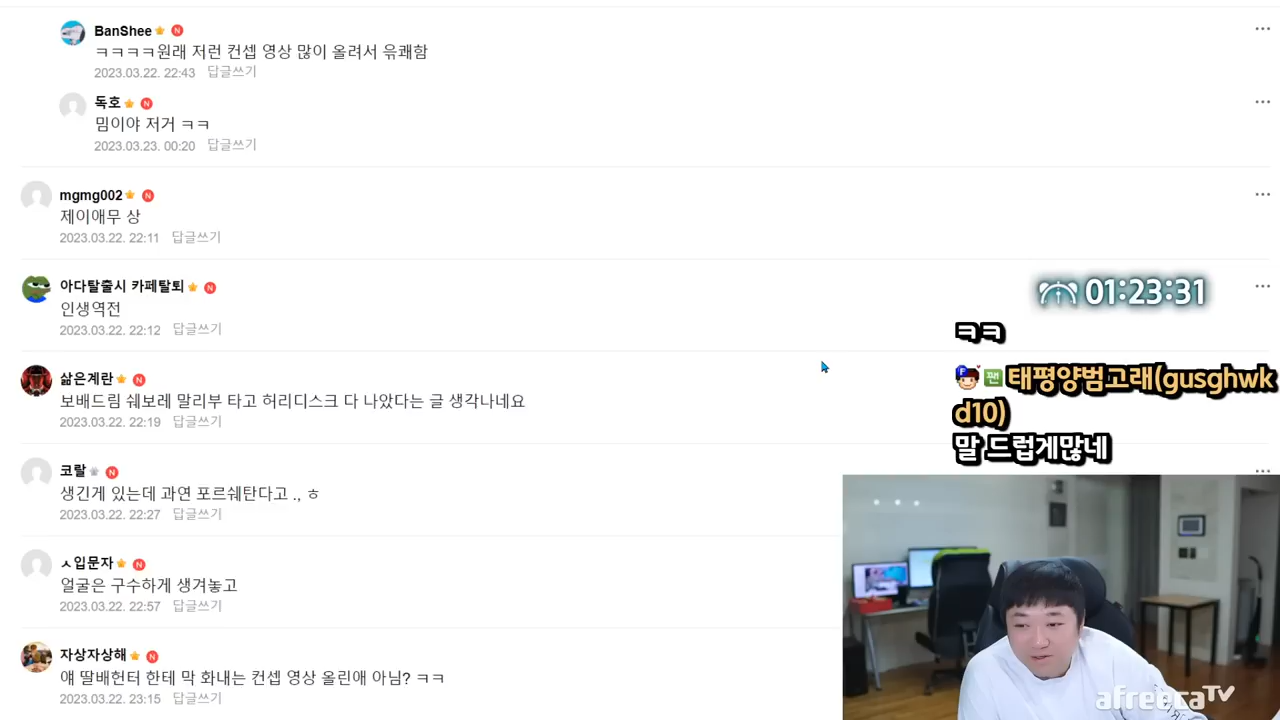 BanShee N
ㅋㅋㅋㅋ원래 저런 컨셉 영상 많이 올려서 윾쾌함
2023.03.22. 22:43 답글쓰기
독호 N
밈이야 저거 ㅋㅋ
2023.03.23. 00:20 답글쓰기
mgmg002 N
제이애무 상
2023.03.22. 22:11 답글쓰기
아다탈출시 카페탈퇴 N
인생역전
2023.03.22. 22:12 답글쓰기
삶은계란 N
보배드림 쉐보레 말리부 타고 허리디스크 다 나았다는 글 생각나네요
2023.03.22. 22:19 답글쓰기
코랄 N
생긴게 있는데 과연 포르쉐탄다고 ., ㅎ
2023.03.22. 22:27 답글쓰기
ㅅ입문자 N
얼굴은 구수하게 생겨놓고
2023.03.22. 22:57 답글쓰기
자상자상해 N
얘 딸배헌터 한테 막 화내는 컨셉 영상 올린애 아님? ㅋㅋ
2023.03.22. 23:15 답글쓰기
01:23:31
ㅋㅋ
F 팬 태평양범고래(gusghwk
d10)
말 드럽게많네
afreecaTV